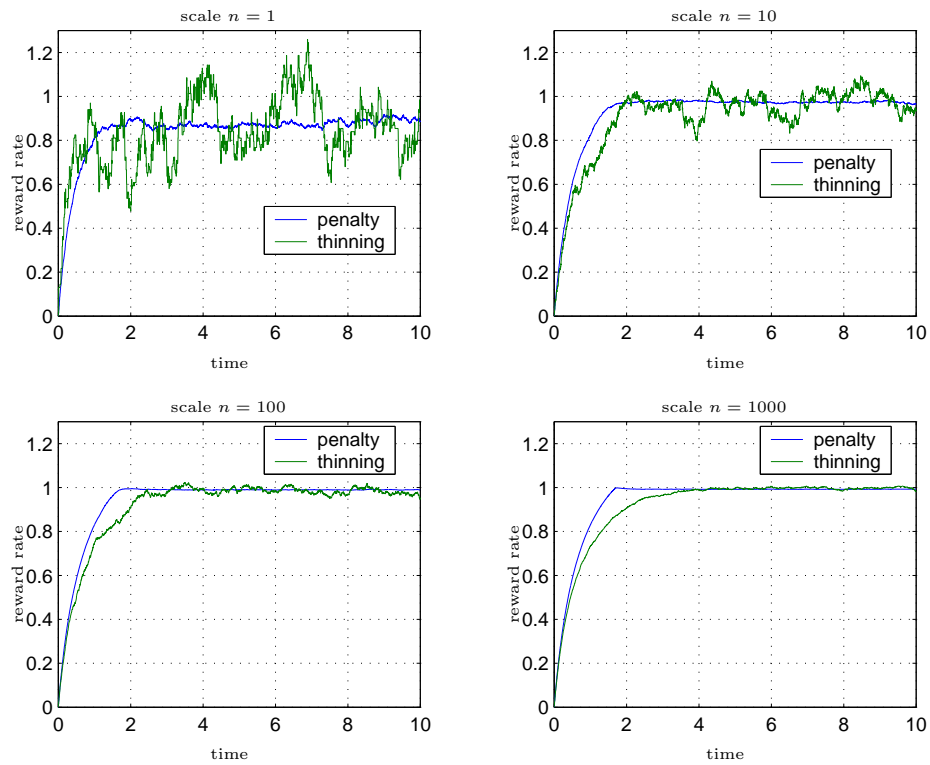 scale n = 1
1.2
1
0.8
0.6
0.4
0.2
0
reward rate
penalty
thinning
0 2 4 6 8 10
time
scale n = 10
1.2
1
0.8
0.6
0.4
0.2
0
reward rate
penalty
thinning
0 2 4 6 8 10
time
scale n = 100
1.2
1
0.8
0.6
0.4
0.2
0
reward rate
penalty
thinning
0 2 4 6 8 10
time
scale n = 1000
1.2
1
0.8
0.6
0.4
0.2
0
reward rate
penalty
thinning
0 2 4 6 8 10
time